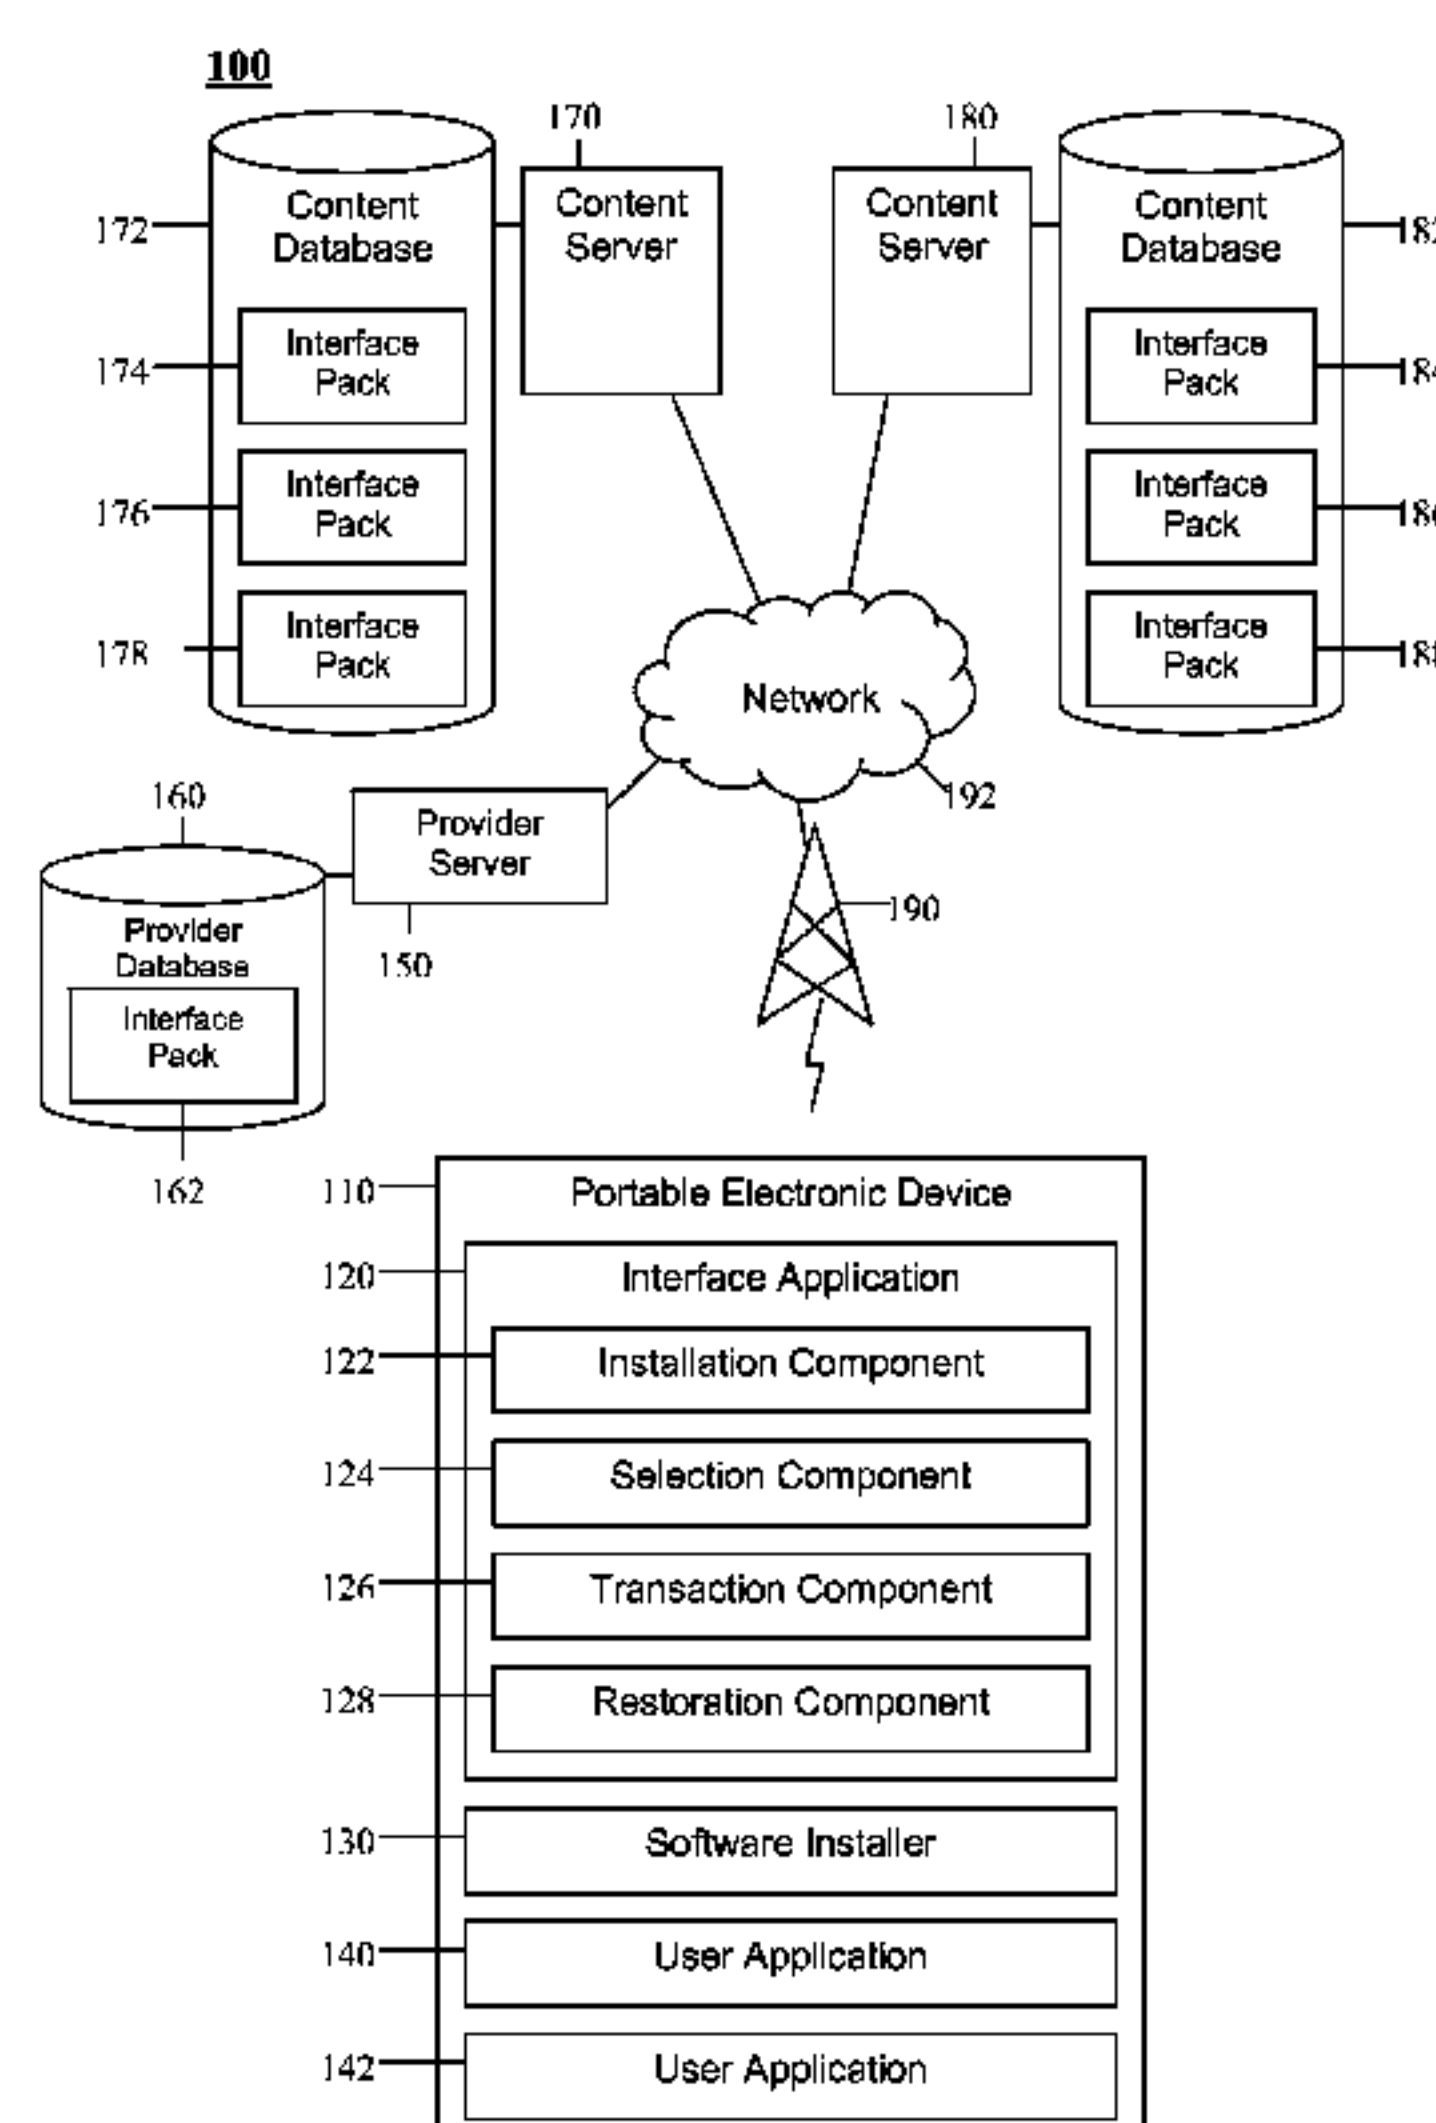 100
170
180
Content
Database
Content
Server
Content
Server
Content
Database
172
Interface
Pack
Interface
Pack
174
Interface
Pack
Interface
Pack
176
Interface
Pack
Interface
Pack
178
Network
192
160
Provider
Server
150
190
Provider
Database
Interface
Pack
162
110
Portable Electronic Device
120
Interface Application
122
Installation Component
124
Selection Component
126
Transaction Component
128
Restoration Component
130
Software Installer
140
User Application
142
User Application